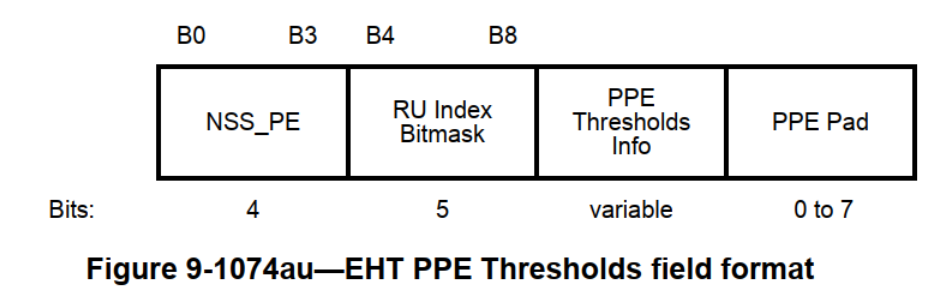 B0 B3 B4 B8
NSS_PE
RU Index
Bitmask
PPE
Thresholds
Info
PPE Pad
Bits: 4 5 variable 0 to 7
Figure 9-1074au—EHT PPE Thresholds field format